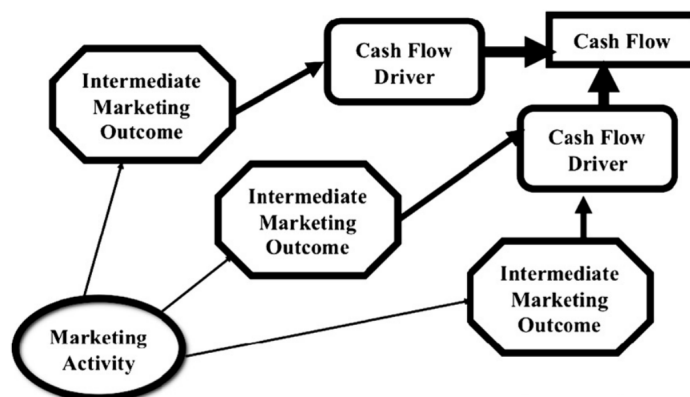 Cash Flow
Cash Flow
Driver
Intermediate
Marketing
Outcome
Cash Flow
Driver
Intermediate
Marketing
Outcome
Intermediate
Marketing
Outcome
Marketing
Activity